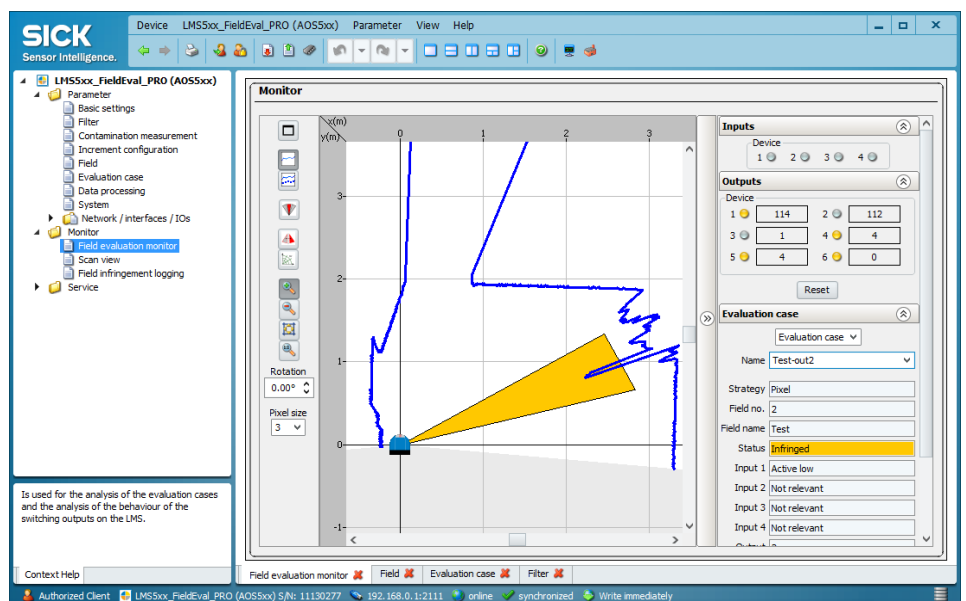 SICK
Sensor Intelligence.
Device LMS5xx_FieldEval_PRO (AOS5xx) Parameter View Help
LMS5xx_FieldEval_PRO (AOS5xx)
Parameter
Basic settings
Filter
Contamination measurement
Increment configuration
Field
Evaluation case
Data processing
System
Network / interfaces / IOs
Monitor
Field evaluation monitor
Scan view
Field infringement logging
Service
Is used for the analysis of the evaluation cases
and the analysis of the behaviour of the
switching outputs on the LMS.
Context Help
Monitor
x(m)
y(m)
0 1 2 3
3
2
1
0
-1
Rotation
0.00°
Pixel size
3
Inputs
Device
1 2 3 4
Outputs
Device
1 114 2 112
3 1 4 4
5 4 6 0
Reset
Evaluation case
Evaluation case
Name Test-out2
Strategy Pixel
Field no. 2
Field name Test
Status Infringed
Input 1 Active low
Input 2 Not relevant
Input 3 Not relevant
Input 4 Not relevant
Field evaluation monitor Field Evaluation case Filter
Authorized Client LMS5xx_FieldEval_PRO (AOS5xx) S/N: 11130277 192.168.0.1:2111 online synchronized Write immediately